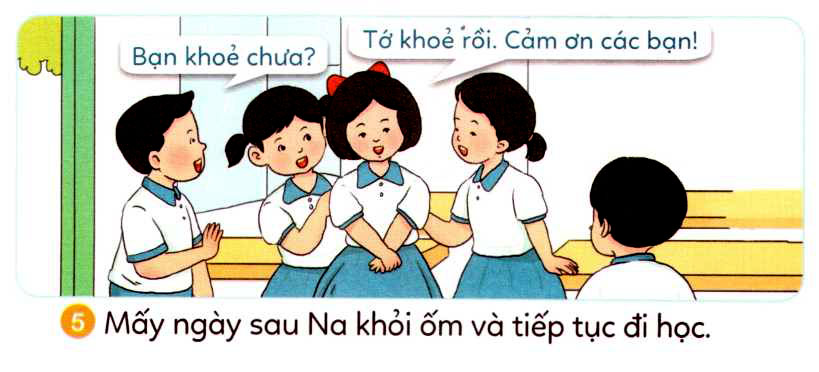 Bạn khoẻ chưa?
Tớ khoẻ rồi. Cảm ơn các bạn!
5 Mấy ngày sau Na khỏi ốm và tiếp tục đi học.